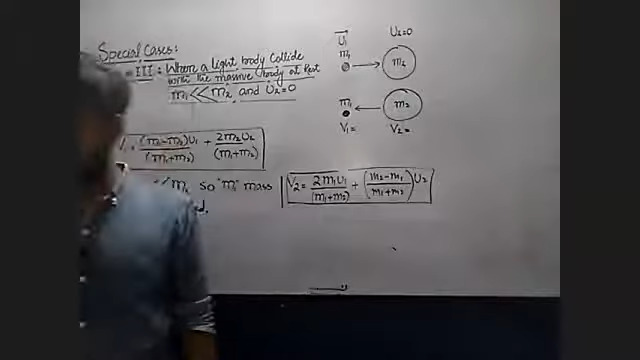 Special Cases:
III: When a light body Collide
with the massive body at Rest
m₁ << m₂ and U₂=0
U₁
m₁
U₂=0
m₂
m₁
m₂
V₁=
V₂=
(m₁-m₂)U₁/(m₁+m₂) + 2m₂U₂/(m₁+m₂)
<< m₂ so "m₁" mass
V₂= 2m₁U₁/(m₁+m₂) + (m₂-m₁/m₁+m₂)U₂